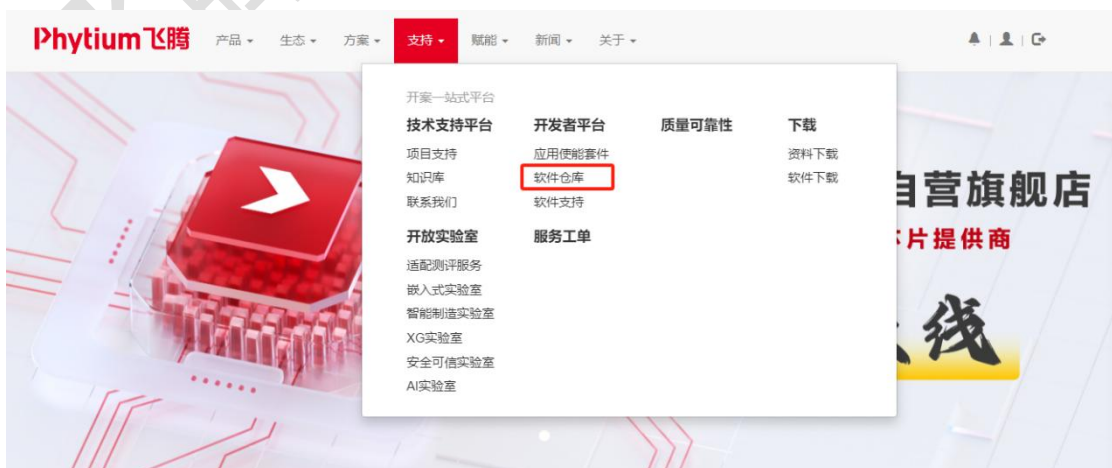 Phytium飞腾 产品 生态 方案 支持 赋能 新闻 关于
开案一站式平台
技术支持平台 开发者平台 质量可靠性 下载
项目支持 应用使能套件 资料下载
知识库 软件仓库 软件下载
联系我们 软件支持
开放实验室 服务工单
适配测评服务
嵌入式实验室
智能制造实验室
XG实验室
安全可信实验室
AI实验室
自营旗舰店
芯片提供商
线